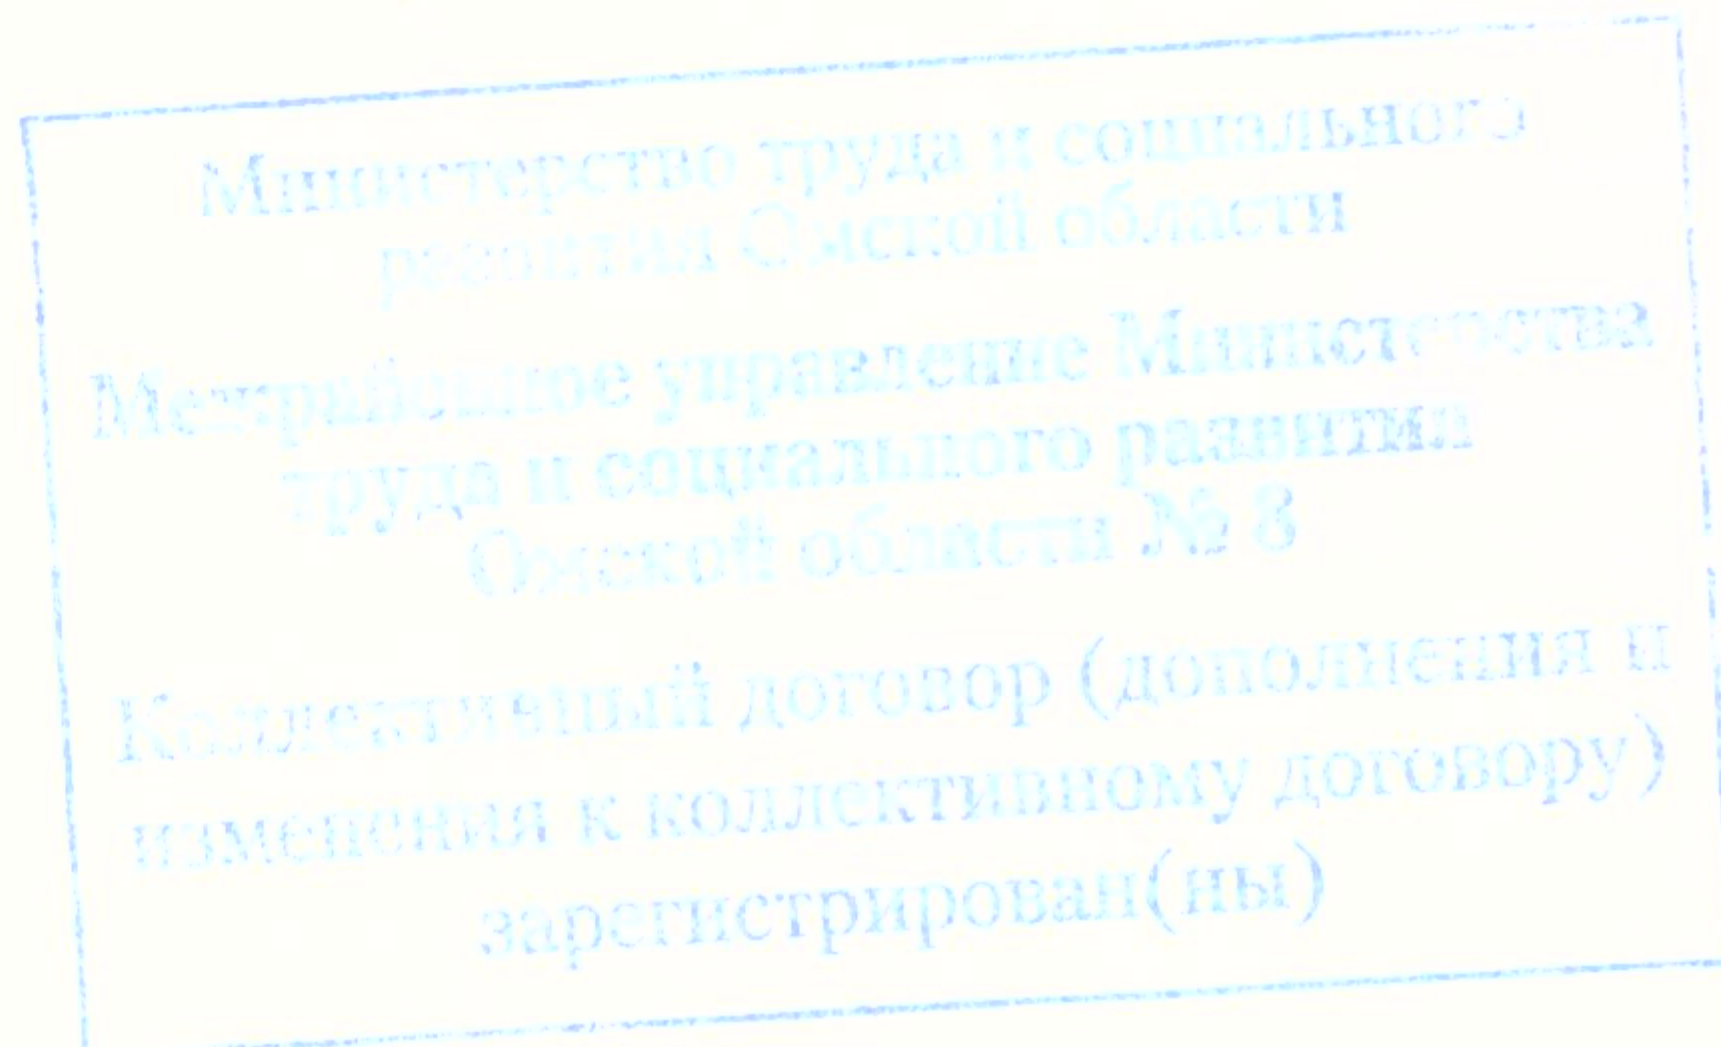 Министерство труда и социального
развития Омской области
Межрайонное управление Министерства
труда и социального развития
Омской области № 8
Коллективный договор (дополнения и
изменения к коллективному договору)
зарегистрирован(ны)